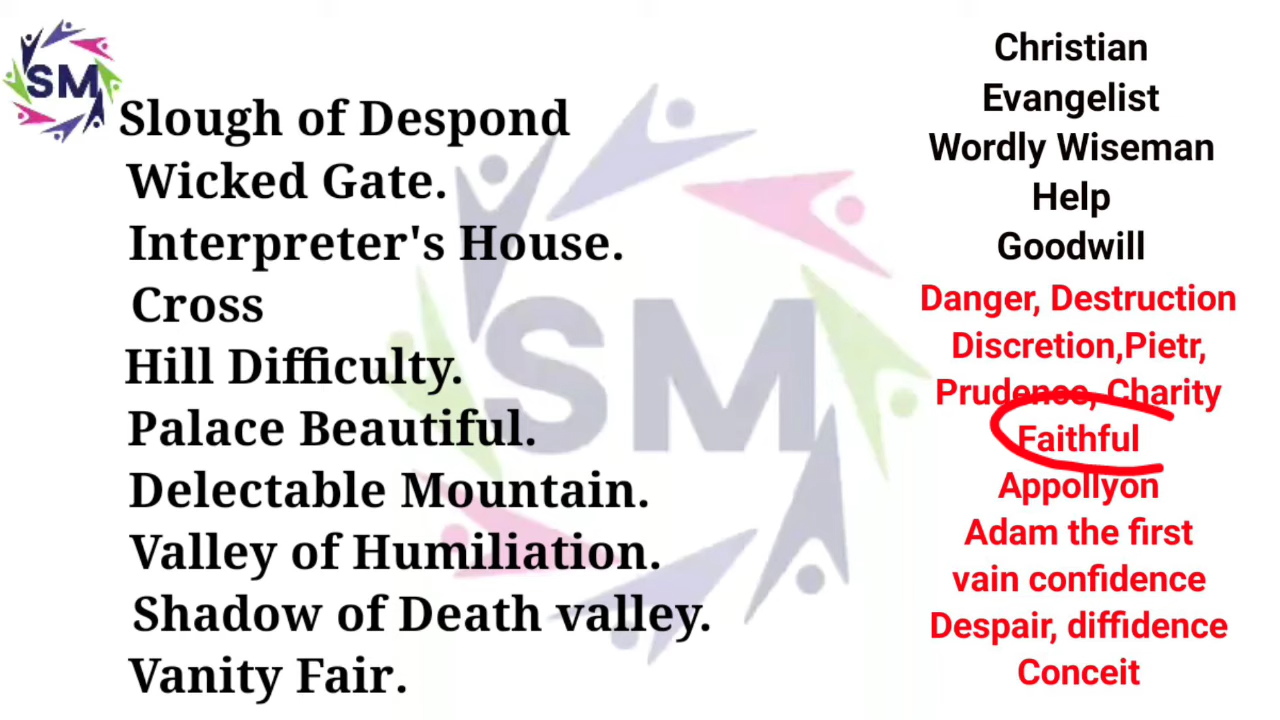 SM
Slough of Despond
Wicked Gate.
Interpreter's House.
Cross
Hill Difficulty.
Palace Beautiful.
Delectable Mountain.
Valley of Humiliation.
Shadow of Death valley.
Vanity Fair.
SM
Christian
Evangelist
Wordly Wiseman
Help
Goodwill
Danger, Destruction
Discretion,Pietr,
Prudence, Charity
Faithful
Appollyon
Adam the first
vain confidence
Despair, diffidence
Conceit